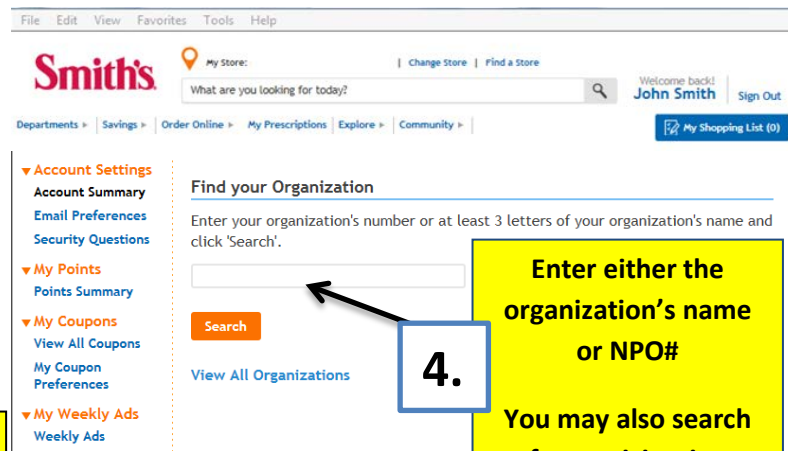 File Edit View Favorites Tools Help
Smith's
My Store: | Change Store | Find a Store
What are you looking for today?
Welcome back!
John Smith Sign Out
Departments Savings Order Online My Prescriptions Explore Community
My Shopping List (0)
Account Settings
Account Summary
Email Preferences
Security Questions
My Points
Points Summary
My Coupons
View All Coupons
My Coupon
Preferences
My Weekly Ads
Weekly Ads
Find your Organization
Enter your organization's number or at least 3 letters of your organization's name and
click 'Search'.
Search
View All Organizations
4.
Enter either the
organization's name
or NPO#
You may also search